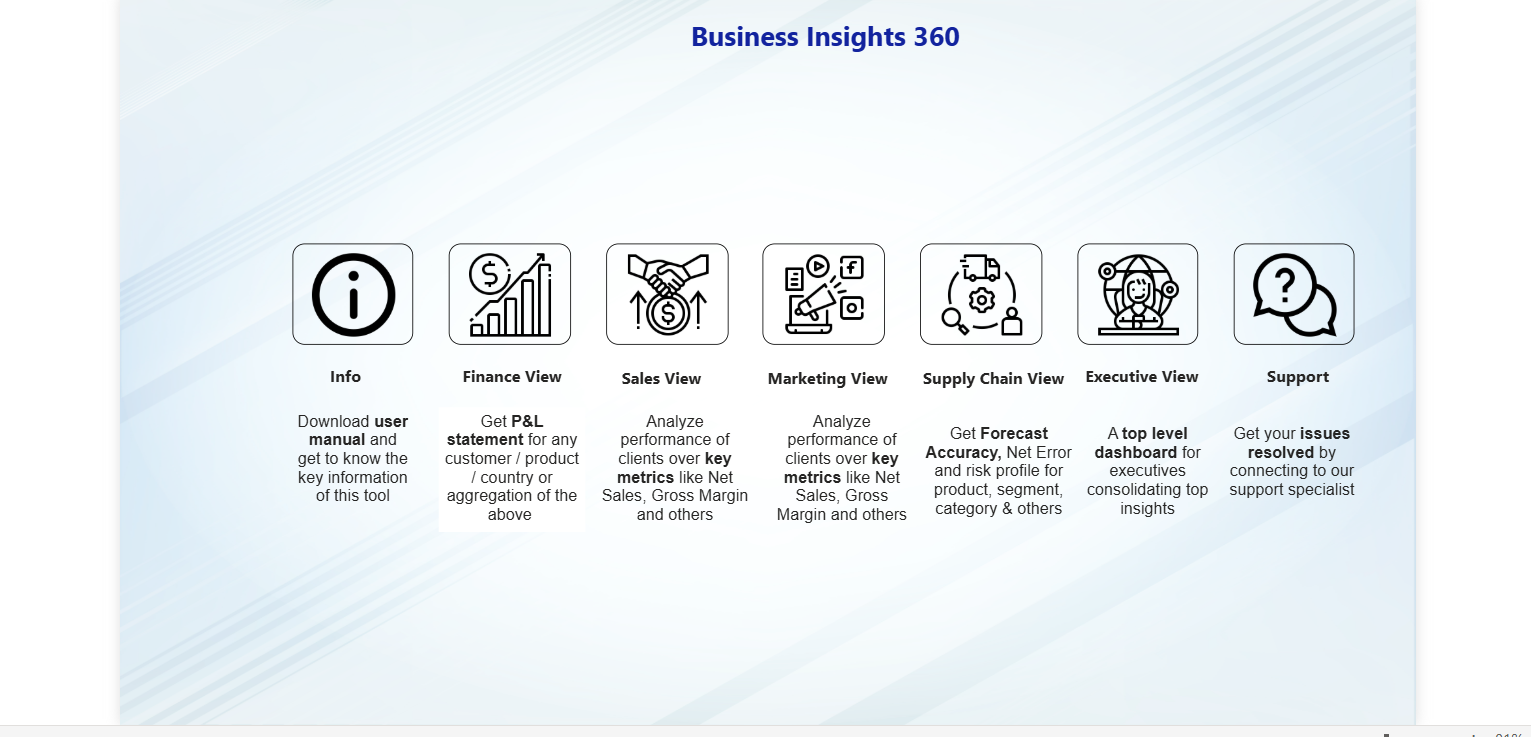 Business Insights 360
Info
Download user
manual and
get to know the
key information
of this tool
Finance View
Get P&L
statement for any
customer / product
/ country or
aggregation of the
above
Sales View
Analyze
performance of
clients over key
metrics like Net
Sales, Gross Margin
and others
Marketing View
Analyze
performance of
clients over key
metrics like Net
Sales, Gross
Margin and others
Supply Chain View
Get Forecast
Accuracy, Net Error
and risk profile for
product, segment,
category & others
Executive View
A top level
dashboard for
executives
consolidating top
insights
Support
Get your issues
resolved by
connecting to our
support specialist